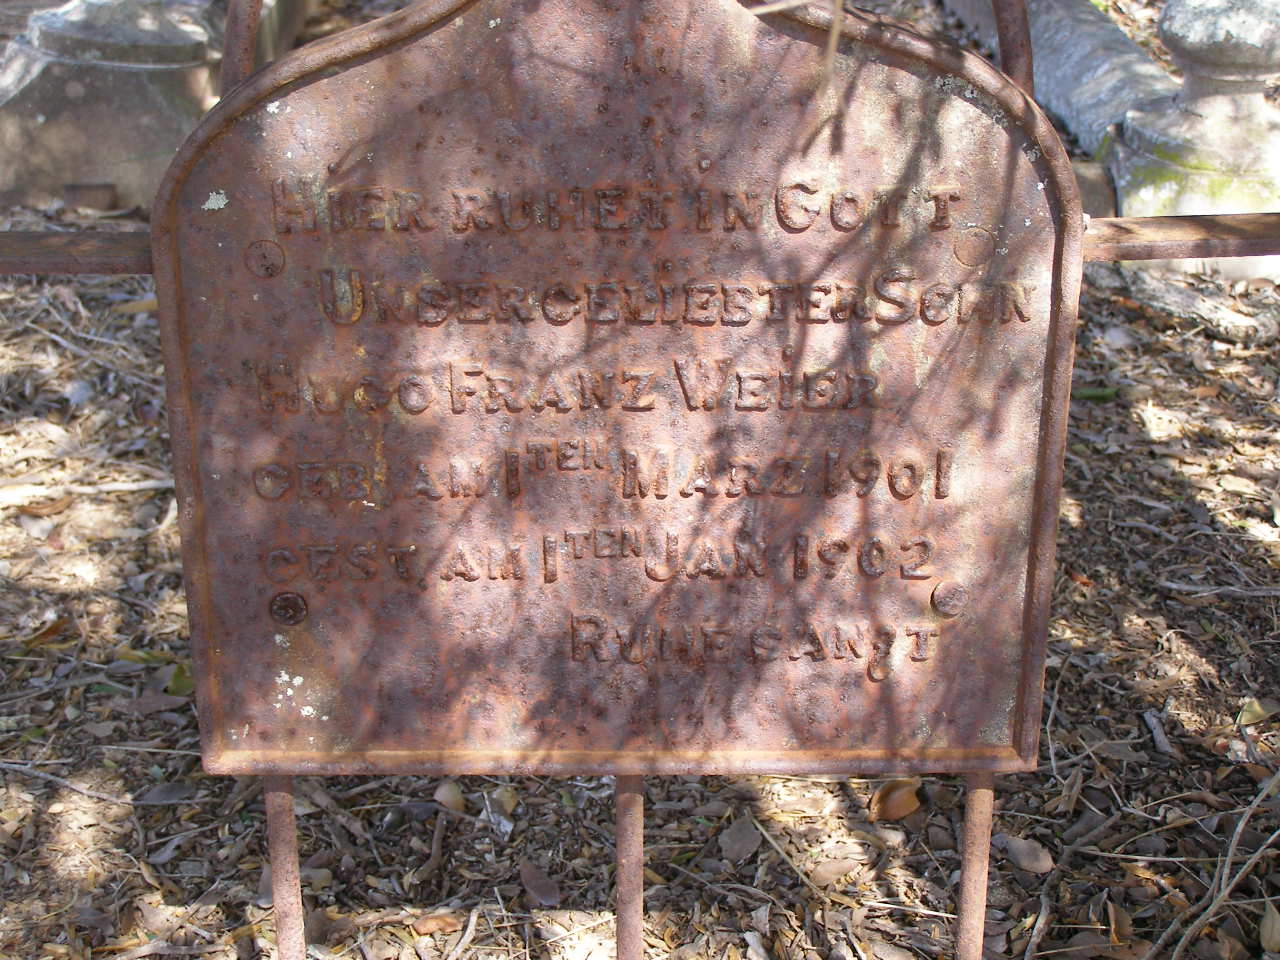 HIER RUHET IN GOTT
UNSER GELIEBTER SOHN
HUGO FRANZ WEIER
GEB. AM 1TEN MARZ 1901
GEST. AM 1TEN JAN 1902
RUHE SANFT